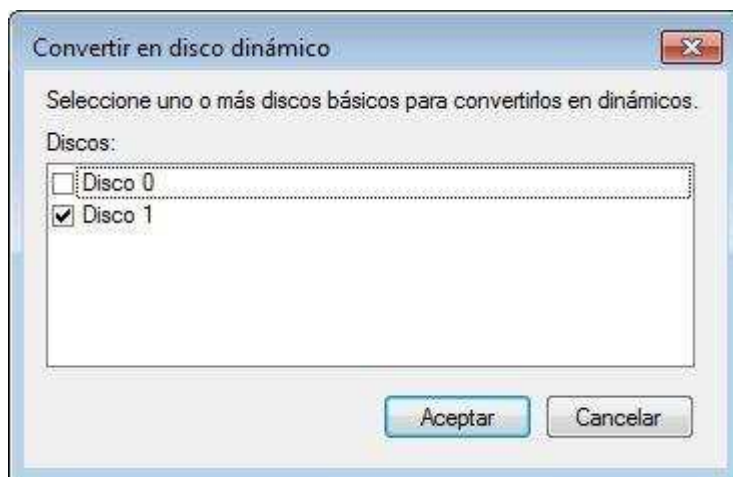 Convertir en disco dinámico
Seleccione uno o más discos básicos para convertirlos en dinámicos.
Discos:
Disco 0
Disco 1
Aceptar
Cancelar